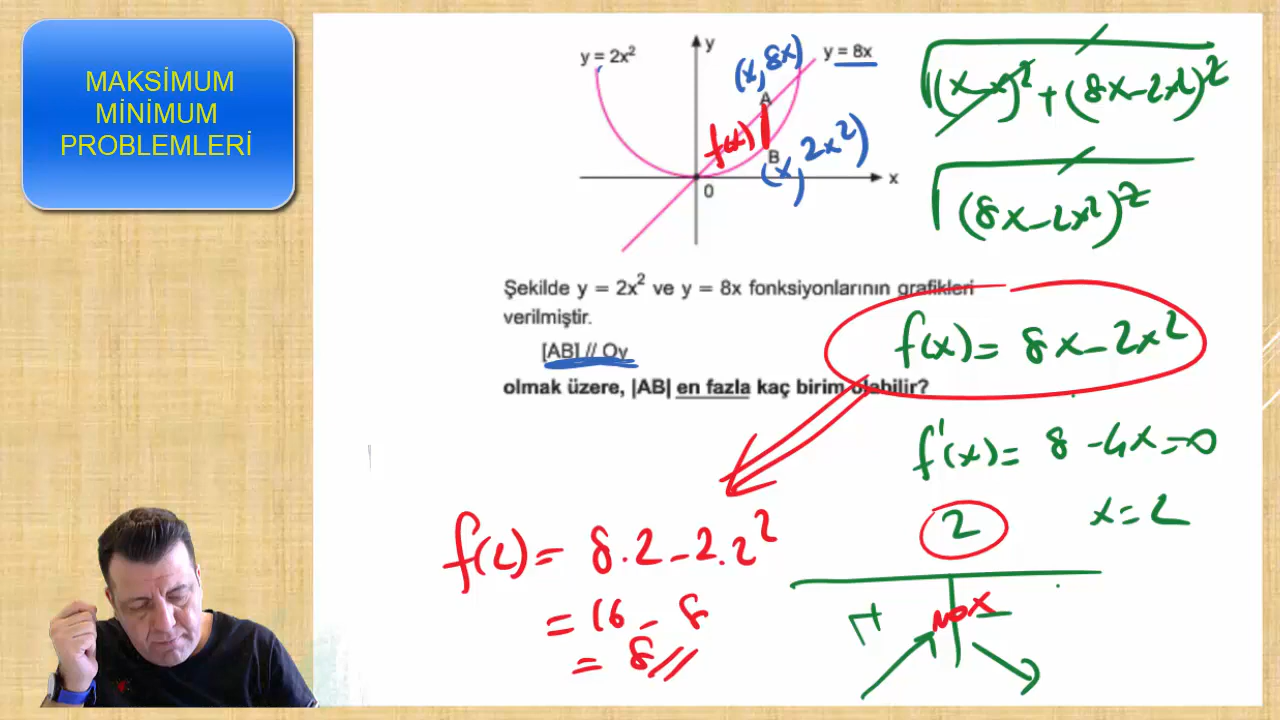 MAKSİMUM
MİNİMUM
PROBLEMLERİ
y = 2x²
y
y = 8x
(x, 8x)
A
f(x)
B
(x, 2x²)
0
x
√(x-x)² + (8x-2x²)²
√(8x-2x²)²
Şekilde y = 2x² ve y = 8x fonksiyonlarının grafikleri
verilmiştir.
[AB] // Oy
olmak üzere, |AB| en fazla kaç birim olabilir?
f(x) = 8x - 2x²
f'(x) = 8 - 4x = 0
x = 2
2
+ max -
f(2) = 8.2 - 2.2²
= 16 - 8
= 8//